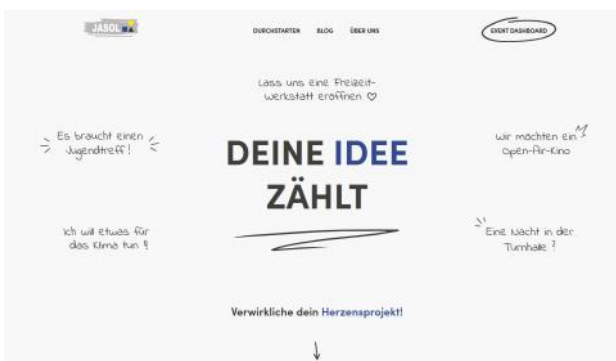 JASOL
DURCHSTARTEN BLOG ÜBER UNS
EVENT DASHBOARD
Lass uns eine Freizeit-
werkstatt eröffnen
Es braucht einen
Jugendtreff!
wir möchten ein
Open-Air-Kino
DEINE IDEE
ZÄHLT
Ich will etwas für
das Klima tun !
Eine Nacht in der
Turnhalle ?
Verwirkliche dein Herzensprojekt!